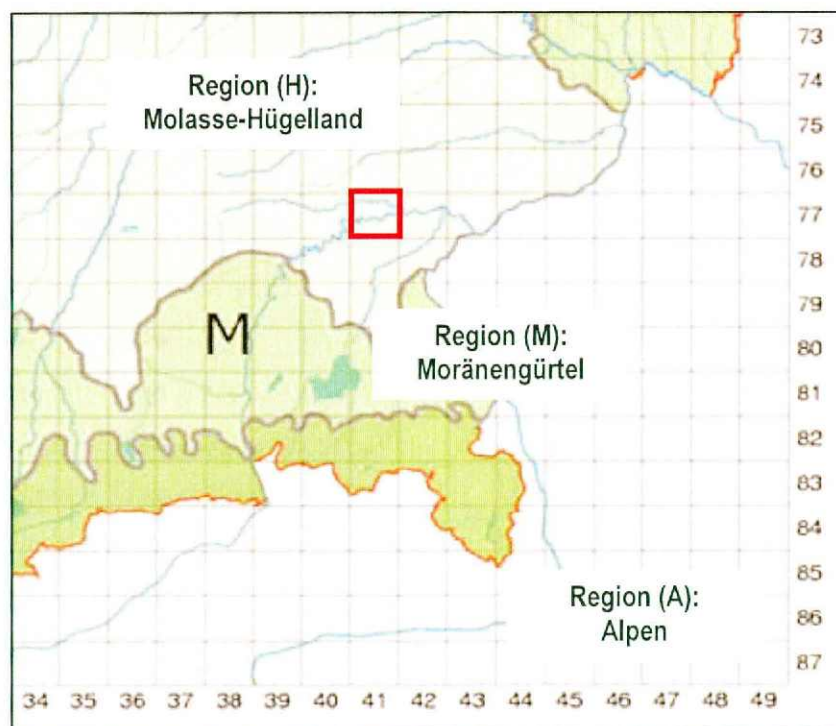 73
Region (H):
74
Molasse-Hügelland
75
76
77
78
79
M
Region (M):
80
Moränengürtel
81
82
83
84
85
Region (A):
86
Alpen
87
34 35 36 37 38 39 40 41 42 43 44 45 46 47 48 49